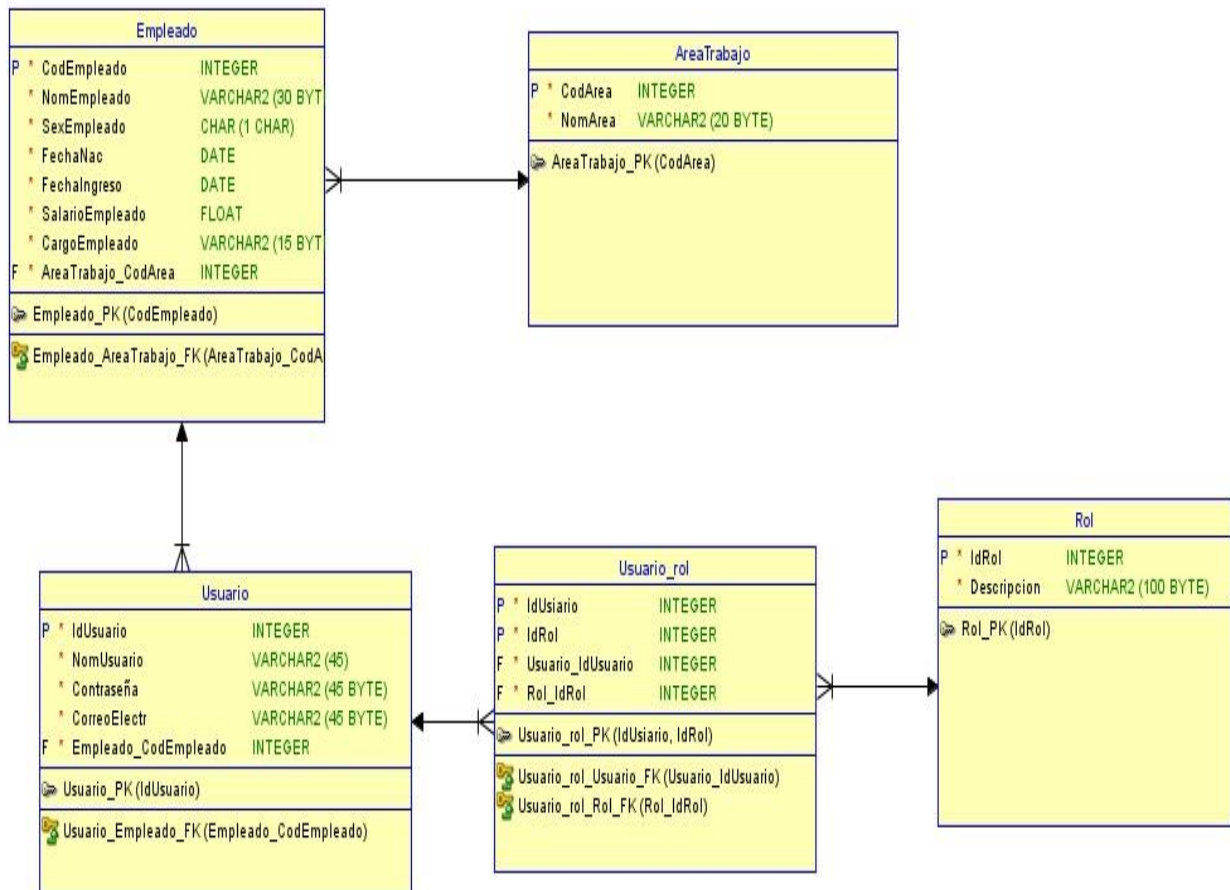 Empleado
P * CodEmpleado INTEGER
* NomEmpleado VARCHAR2 (30 BYT
* SexEmpleado CHAR (1 CHAR)
* FechaNac DATE
* FechaIngreso DATE
* SalarioEmpleado FLOAT
* CargoEmpleado VARCHAR2 (15 BYT
F * AreaTrabajo_CodArea INTEGER
Empleado_PK (CodEmpleado)
Empleado_AreaTrabajo_FK (AreaTrabajo_CodA
AreaTrabajo
P * CodArea INTEGER
* NomArea VARCHAR2 (20 BYTE)
AreaTrabajo_PK (CodArea)
Usuario
P * IdUsuario INTEGER
* NomUsuario VARCHAR2 (45)
* Contraseña VARCHAR2 (45 BYTE)
* CorreoElectr VARCHAR2 (45 BYTE)
F * Empleado_CodEmpleado INTEGER
Usuario_PK (IdUsuario)
Usuario_Empleado_FK (Empleado_CodEmpleado)
Usuario_rol
P * IdUsiario INTEGER
P * IdRol INTEGER
F * Usuario_IdUsuario INTEGER
F * Rol_IdRol INTEGER
Usuario_rol_PK (IdUsiario, IdRol)
Usuario_rol_Usuario_FK (Usuario_IdUsuario)
Usuario_rol_Rol_FK (Rol_IdRol)
Rol
P * IdRol INTEGER
* Descripcion VARCHAR2 (100 BYTE)
Rol_PK (IdRol)